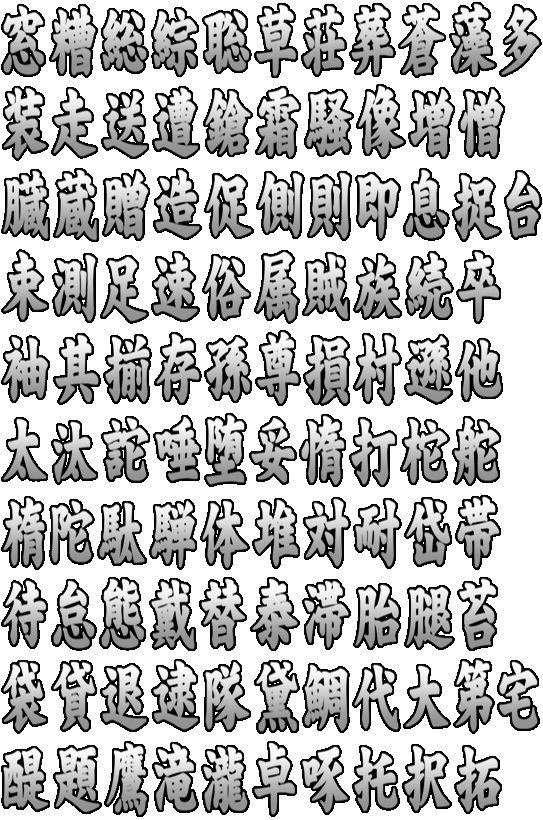 窓糟総綜聡草荘葬蒼藻多
装走送遭鎗霜騒像増憎
臓蔵贈造促側則即息捉台
束測足速俗属賊族続卒
袖其揃存孫尊損村遜他
太汰詑唾堕妥惰打柁舵
楕陀駄騨体堆対耐岱帯
待怠態戴替泰滞胎腿苔
袋貸退逮隊黛鯛代大第宅
醍題鷹滝瀧卓啄托択拓